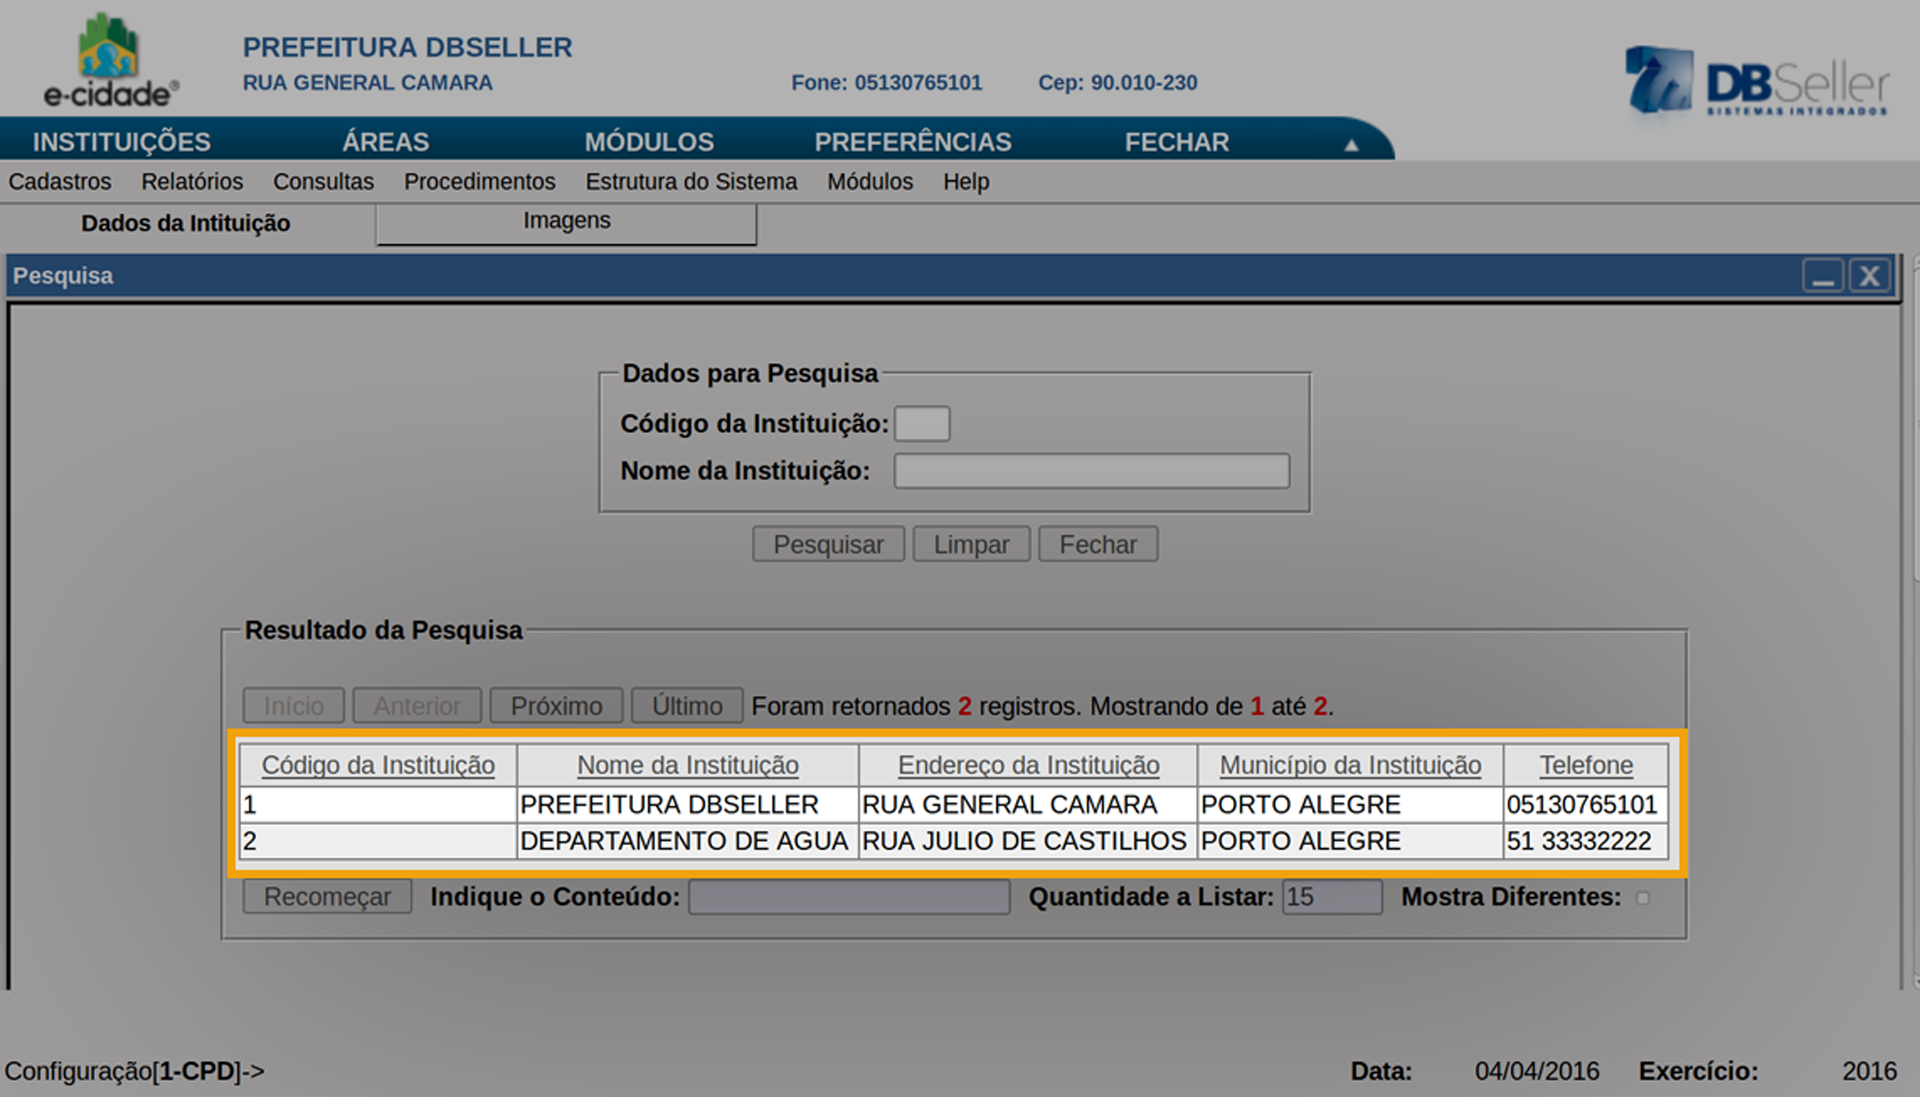 e-cidade®
PREFEITURA DBSELLER
RUA GENERAL CAMARA Fone: 05130765101 Cep: 90.010-230
DBSeller
SISTEMAS INTEGRADOS
INSTITUIÇÕES ÁREAS MÓDULOS PREFERÊNCIAS FECHAR ▲
Cadastros Relatórios Consultas Procedimentos Estrutura do Sistema Módulos Help
Dados da Intituição Imagens
Pesquisa
Dados para Pesquisa
Código da Instituição:
Nome da Instituição:
Pesquisar Limpar Fechar
Resultado da Pesquisa
Início Anterior Próximo Último Foram retornados 2 registros. Mostrando de 1 até 2.
Código da Instituição Nome da Instituição Endereço da Instituição Município da Instituição Telefone
1 PREFEITURA DBSELLER RUA GENERAL CAMARA PORTO ALEGRE 05130765101
2 DEPARTAMENTO DE AGUA RUA JULIO DE CASTILHOS PORTO ALEGRE 51 33332222
Recomeçar Indique o Conteúdo: Quantidade a Listar: 15 Mostra Diferentes:
Configuração[1-CPD]-> Data: 04/04/2016 Exercício: 2016